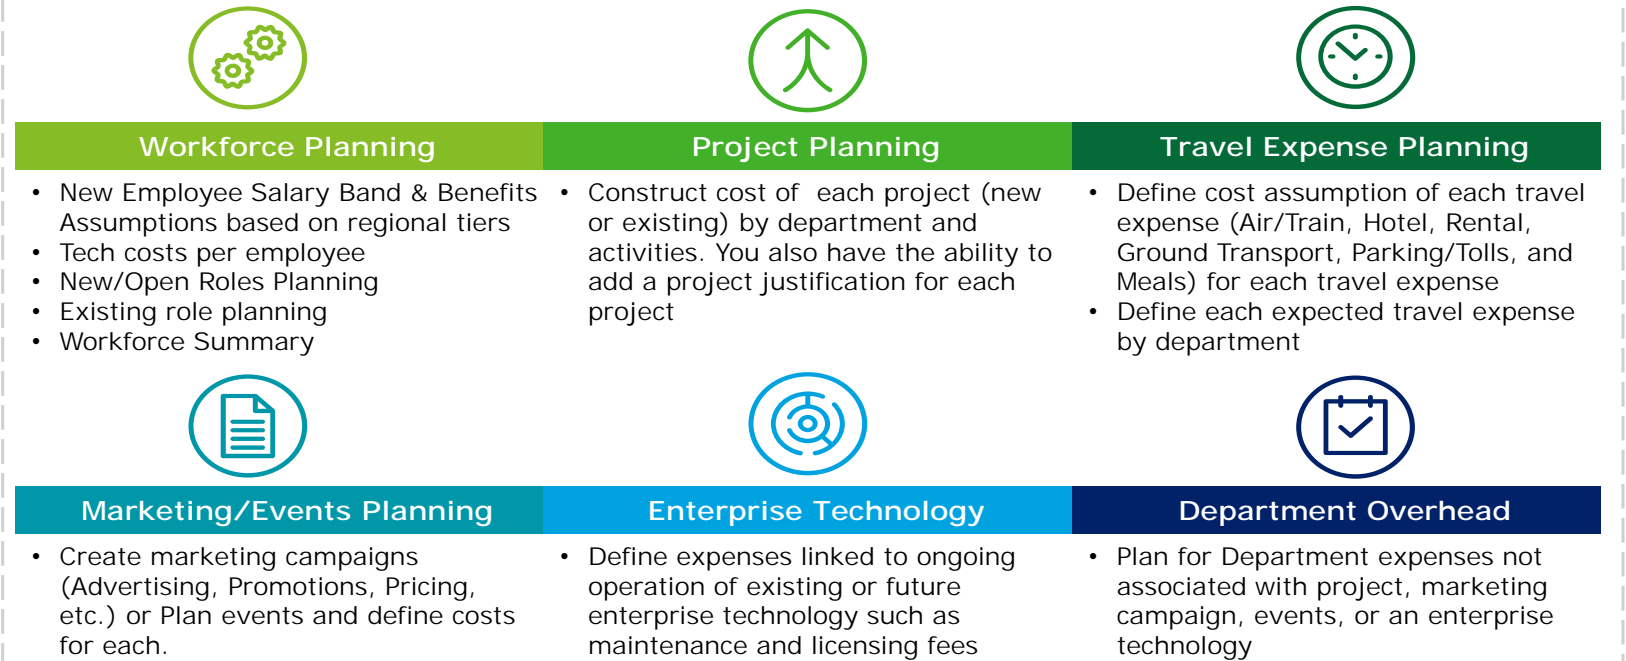 Workforce Planning
• New Employee Salary Band & Benefits
Assumptions based on regional tiers
• Tech costs per employee
• New/Open Roles Planning
• Existing role planning
• Workforce Summary
Project Planning
• Construct cost of  each project (new
or existing) by department and
activities. You also have the ability to
add a project justification for each
project
Travel Expense Planning
• Define cost assumption of each travel
expense (Air/Train, Hotel, Rental,
Ground Transport, Parking/Tolls, and
Meals) for each travel expense
• Define each expected travel expense
by department
Marketing/Events Planning
• Create marketing campaigns
(Advertising, Promotions, Pricing,
etc.) or Plan events and define costs
for each.
Enterprise Technology
• Define expenses linked to ongoing
operation of existing or future
enterprise technology such as
maintenance and licensing fees
Department Overhead
• Plan for Department expenses not
associated with project, marketing
campaign, events, or an enterprise
technology